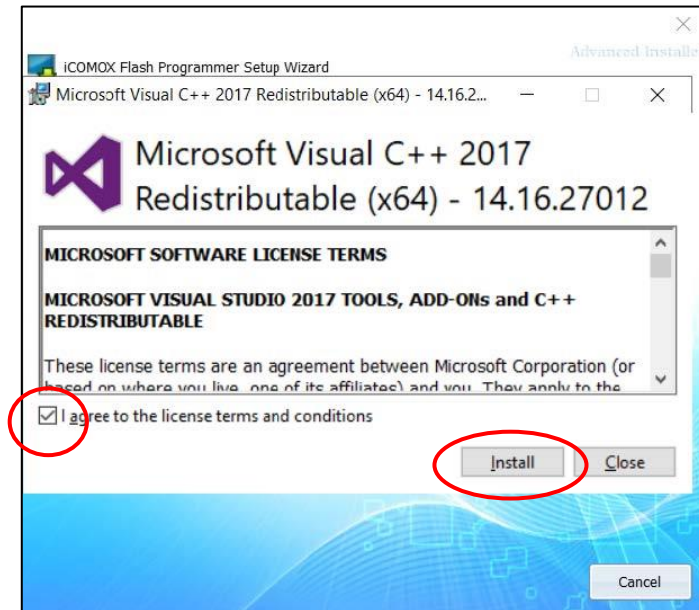 Advanced Installe
iCOMOX Flash Programmer Setup Wizard
Microsoft Visual C++ 2017 Redistributable (x64) - 14.16.2...
Microsoft Visual C++ 2017
Redistributable (x64) - 14.16.27012
MICROSOFT SOFTWARE LICENSE TERMS
MICROSOFT VISUAL STUDIO 2017 TOOLS, ADD-ONs and C++
REDISTRIBUTABLE
These license terms are an agreement between Microsoft Corporation (or
based on where you live, one of its affiliates) and you. They apply to the
I agree to the license terms and conditions
Install Close
Cancel